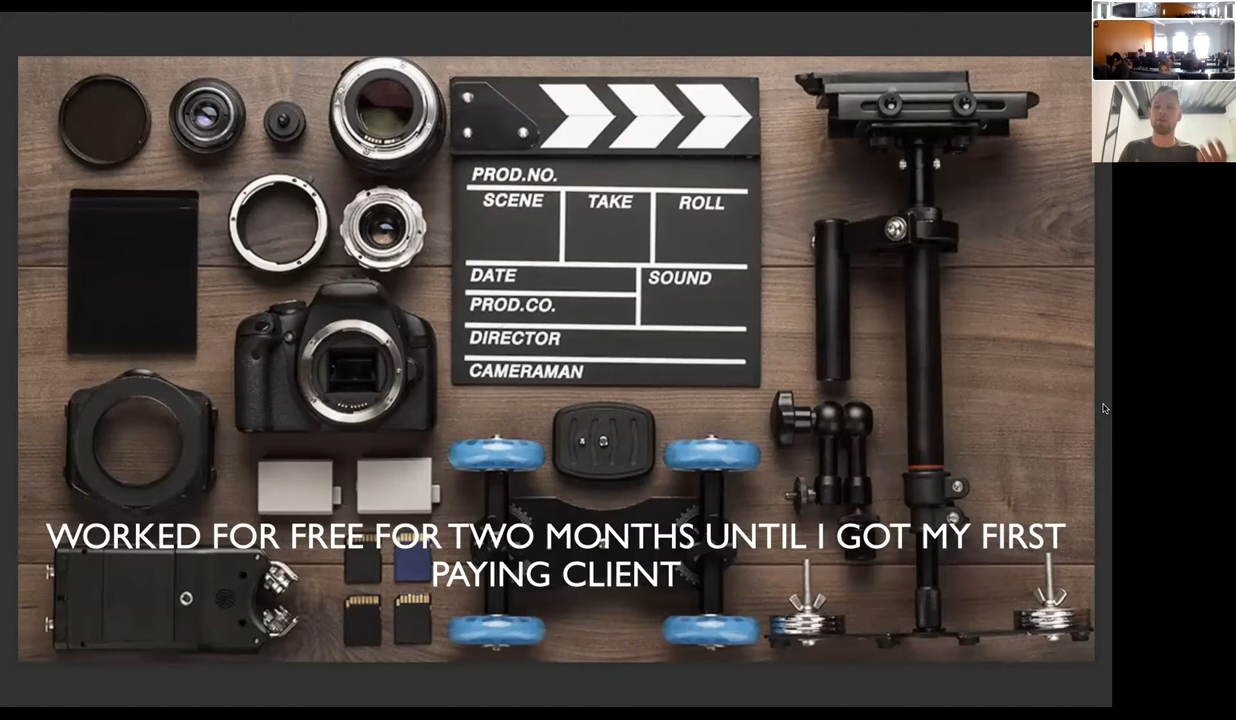 PROD.NO.
SCENE TAKE ROLL
DATE SOUND
PROD.CO.
DIRECTOR
CAMERAMAN
WORKED FOR FREE FOR TWO MONTHS UNTIL I GOT MY FIRST
PAYING CLIENT